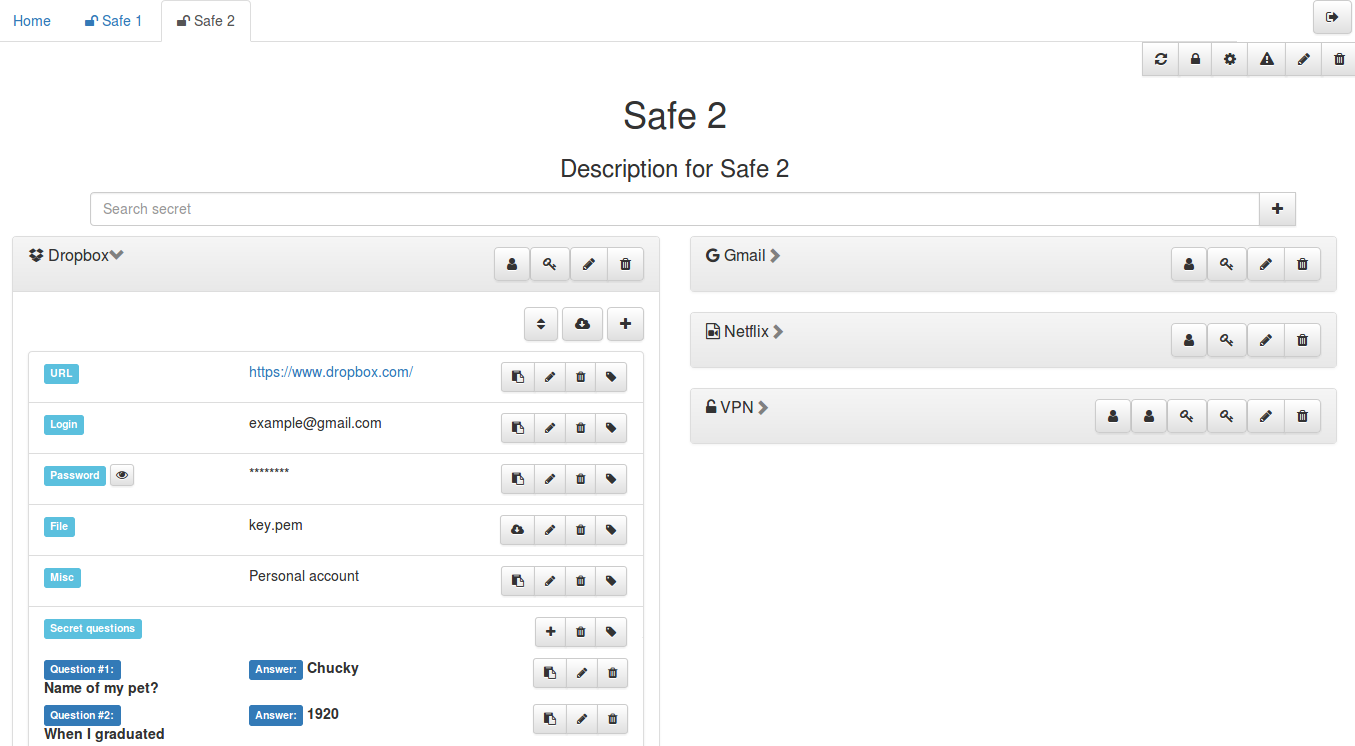 Home
Safe 1
Safe 2
Safe 2
Description for Safe 2
Search secret
Dropbox
URL https://www.dropbox.com/
Login example@gmail.com
Password ********
File key.pem
Misc Personal account
Secret questions
Question #1: Answer: Chucky
Name of my pet?
Question #2: Answer: 1920
When I graduated
Gmail
Netflix
VPN